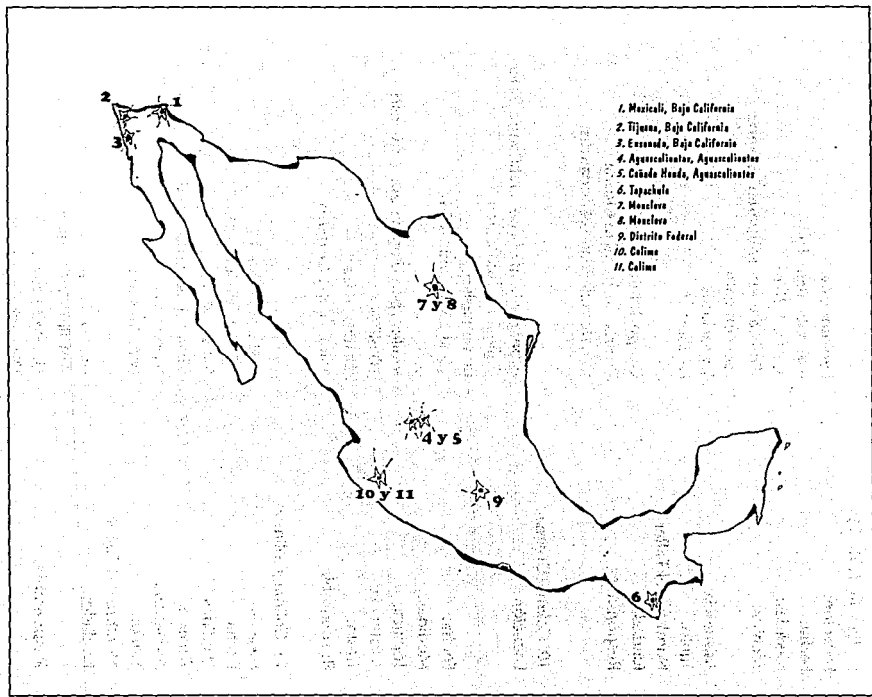 2
1
3
1. Mexicali, Baja California
2. Tijuana, Baja California
3. Ensenada, Baja California
4. Aguascalientes, Aguascalientes
5. Cañada Honda, Aguascalientes
6. Tapachula
7. Monclova
8. Monclova
9. Distrito Federal
10. Colima
11. Colima
7 y 8
4 y 5
10 y 11
9
6